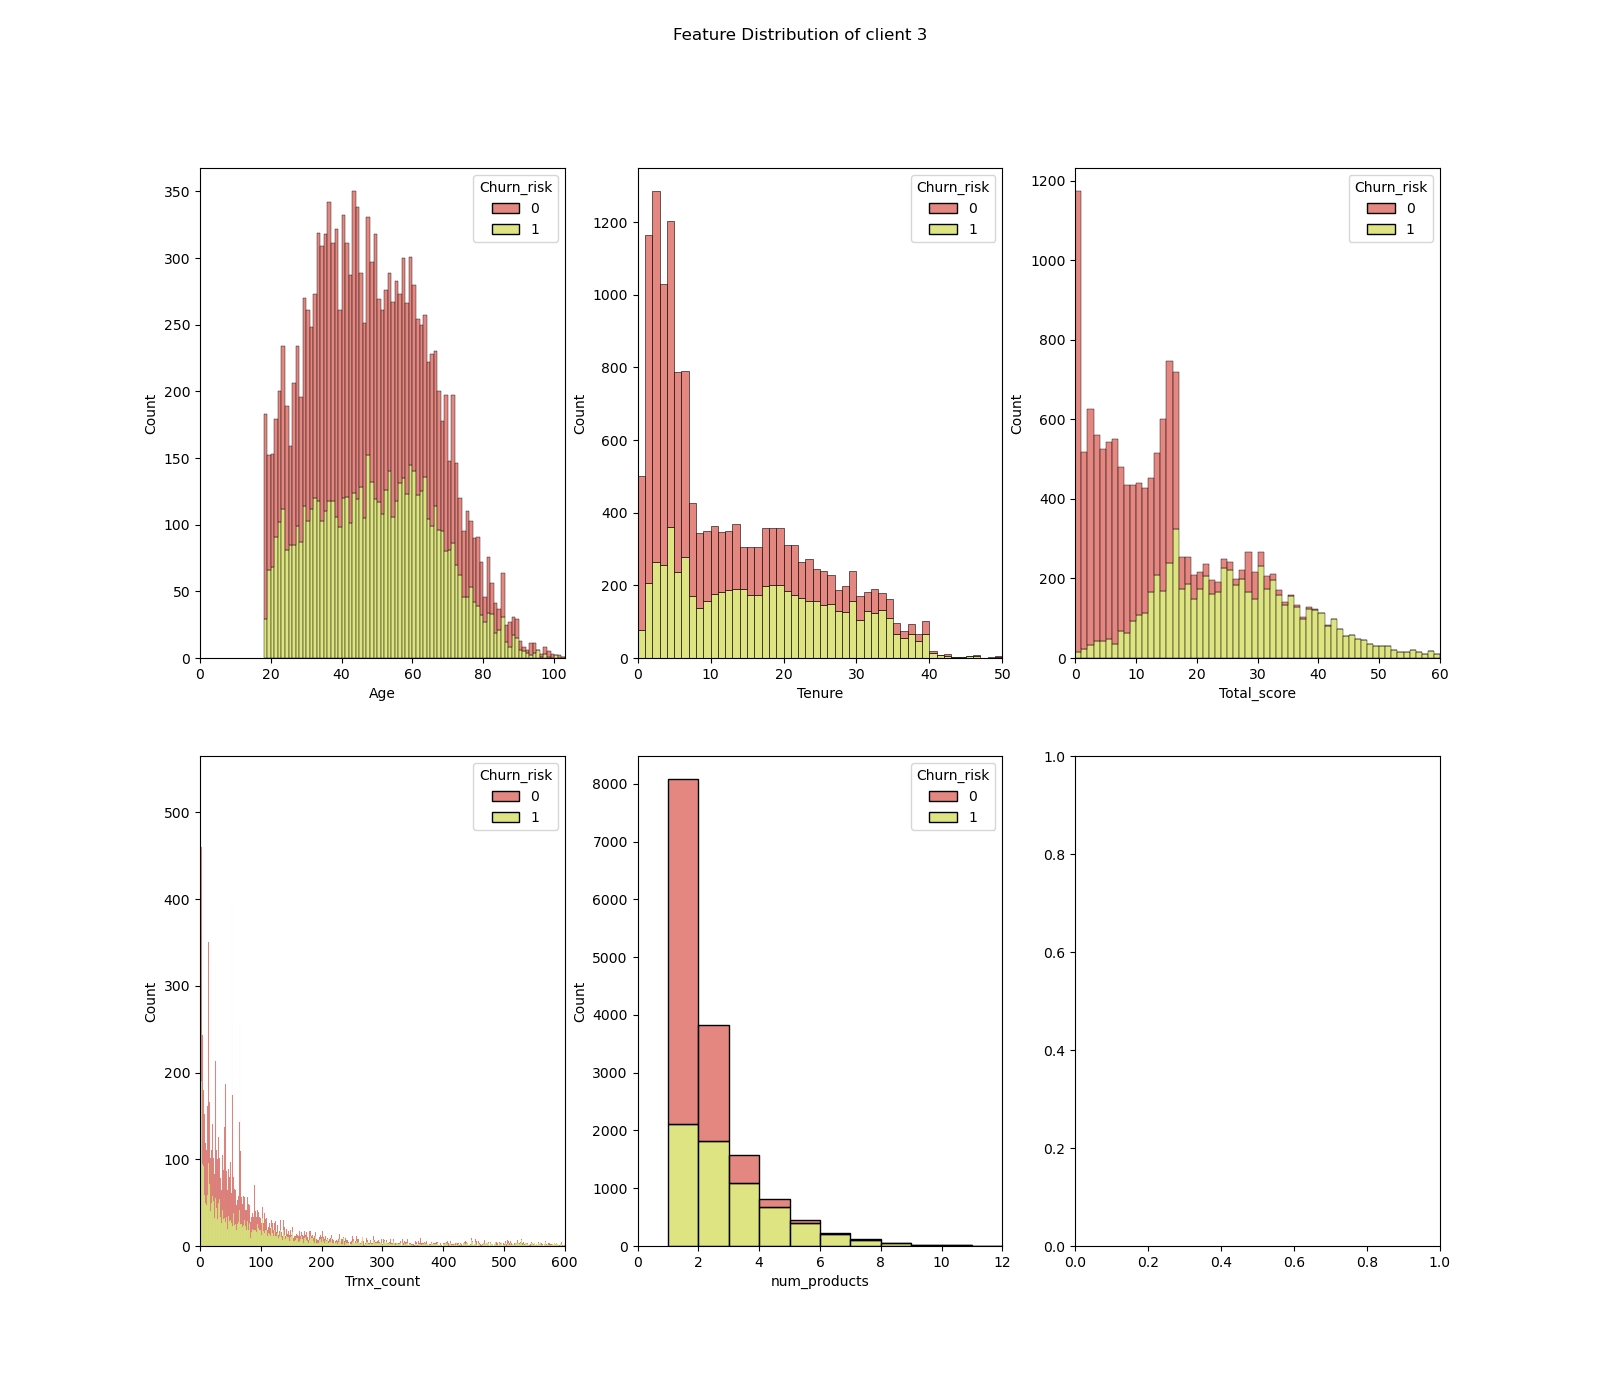 Feature Distribution of client 3
Churn_risk
0
1
350
300
250
200
150
100
50
0
Count
0 20 40 60 80 100
Age
Churn_risk
0
1
1200
1000
800
600
400
200
0
Count
0 10 20 30 40 50
Tenure
Churn_risk
0
1
1200
1000
800
600
400
200
0
Count
0 10 20 30 40 50 60
Total_score
Churn_risk
0
1
500
400
300
200
100
0
Count
0 100 200 300 400 500 600
Trnx_count
Churn_risk
0
1
8000
7000
6000
5000
4000
3000
2000
1000
0
Count
0 2 4 6 8 10 12
num_products
1.0
0.8
0.6
0.4
0.2
0.0
0.0 0.2 0.4 0.6 0.8 1.0